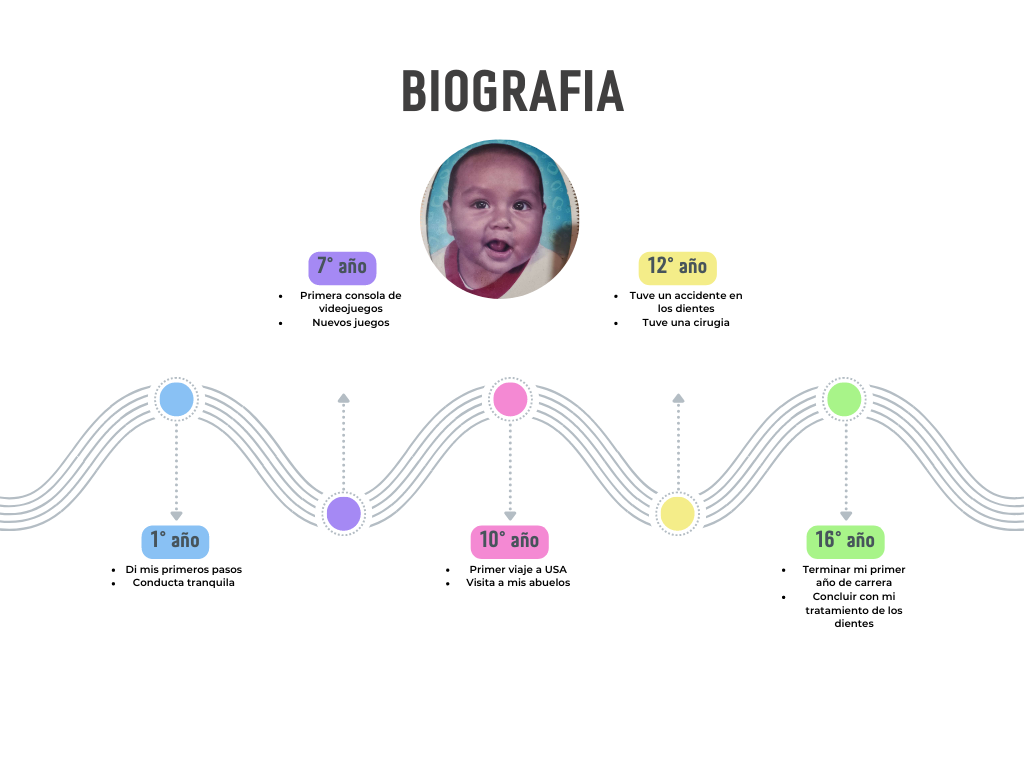 BIOGRAFIA
7° año
• Primera consola de
videojuegos
• Nuevos juegos
12° año
• Tuve un accidente en
los dientes
• Tuve una cirugia
1° año
• Di mis primeros pasos
• Conducta tranquila
10° año
• Primer viaje a USA
• Visita a mis abuelos
16° año
• Terminar mi primer
año de carrera
• Concluir con mi
tratamiento de los
dientes